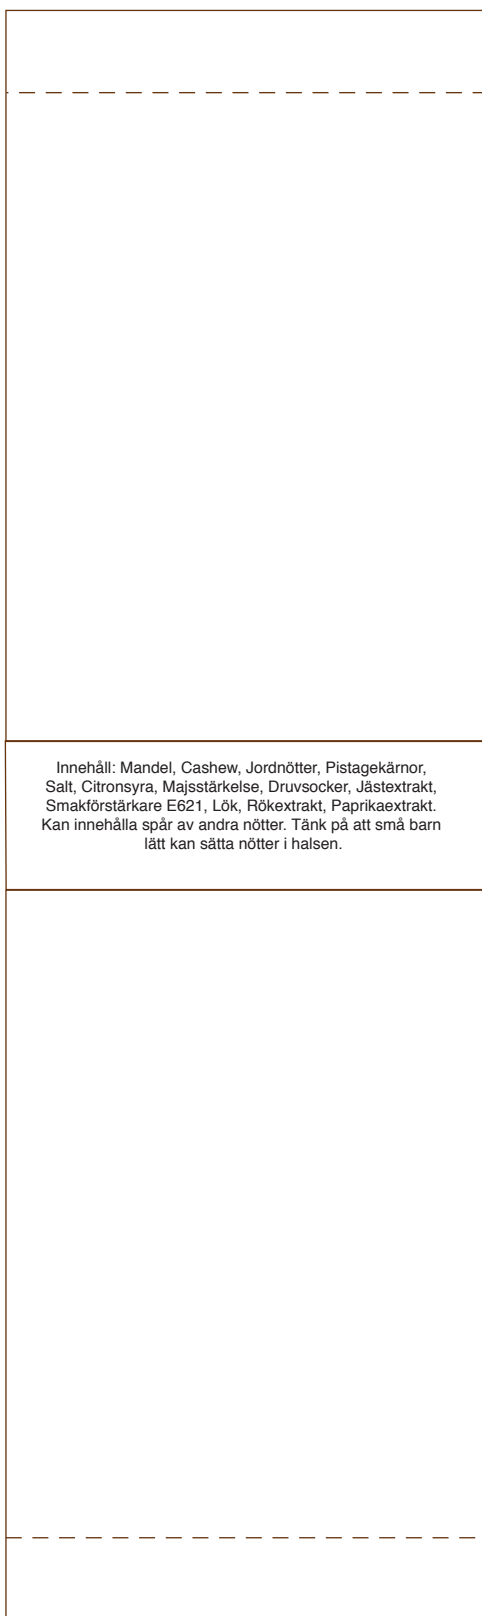 Innehåll: Mandel, Cashew, Jordnötter, Pistagekärnor,
Salt, Citronsyra, Majsstärkelse, Druvsocker, Jästextrakt,
Smakförstärkare E621, Lök, Rökextrakt, Paprikaextrakt.
Kan innehålla spår av andra nötter. Tänk på att små barn
lätt kan sätta nötter i halsen.